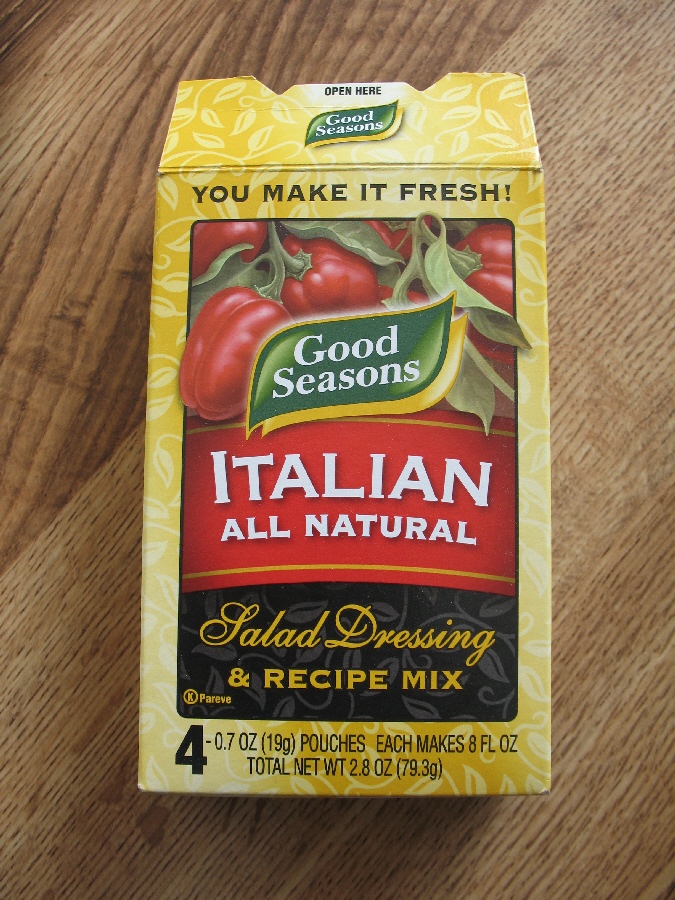 OPEN HERE
Good
Seasons
YOU MAKE IT FRESH!
Good
Seasons
ITALIAN
ALL NATURAL
Salad Dressing
& RECIPE MIX
K Pareve
4 - 0.7 OZ (19g) POUCHES EACH MAKES 8 FL OZ
TOTAL NET WT 2.8 OZ (79.3g)